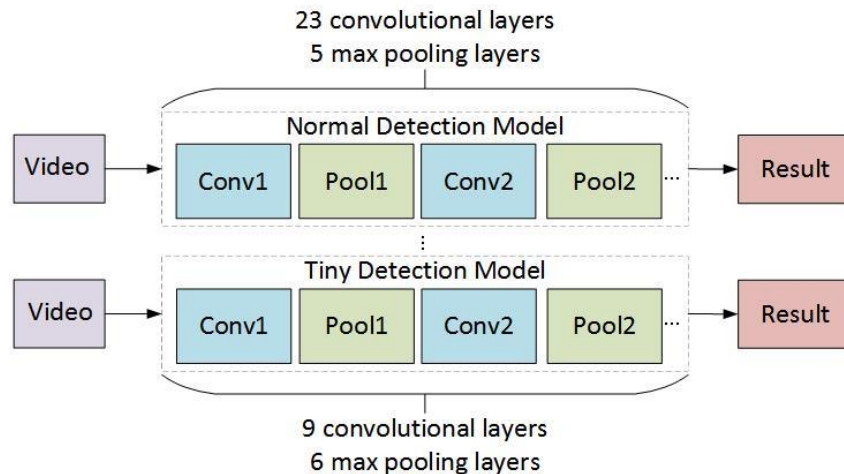 23 convolutional layers
5 max pooling layers
Normal Detection Model
Video
Conv1
Pool1
Conv2
Pool2
...
Result
...
Tiny Detection Model
Video
Conv1
Pool1
Conv2
Pool2
...
Result
9 convolutional layers
6 max pooling layers